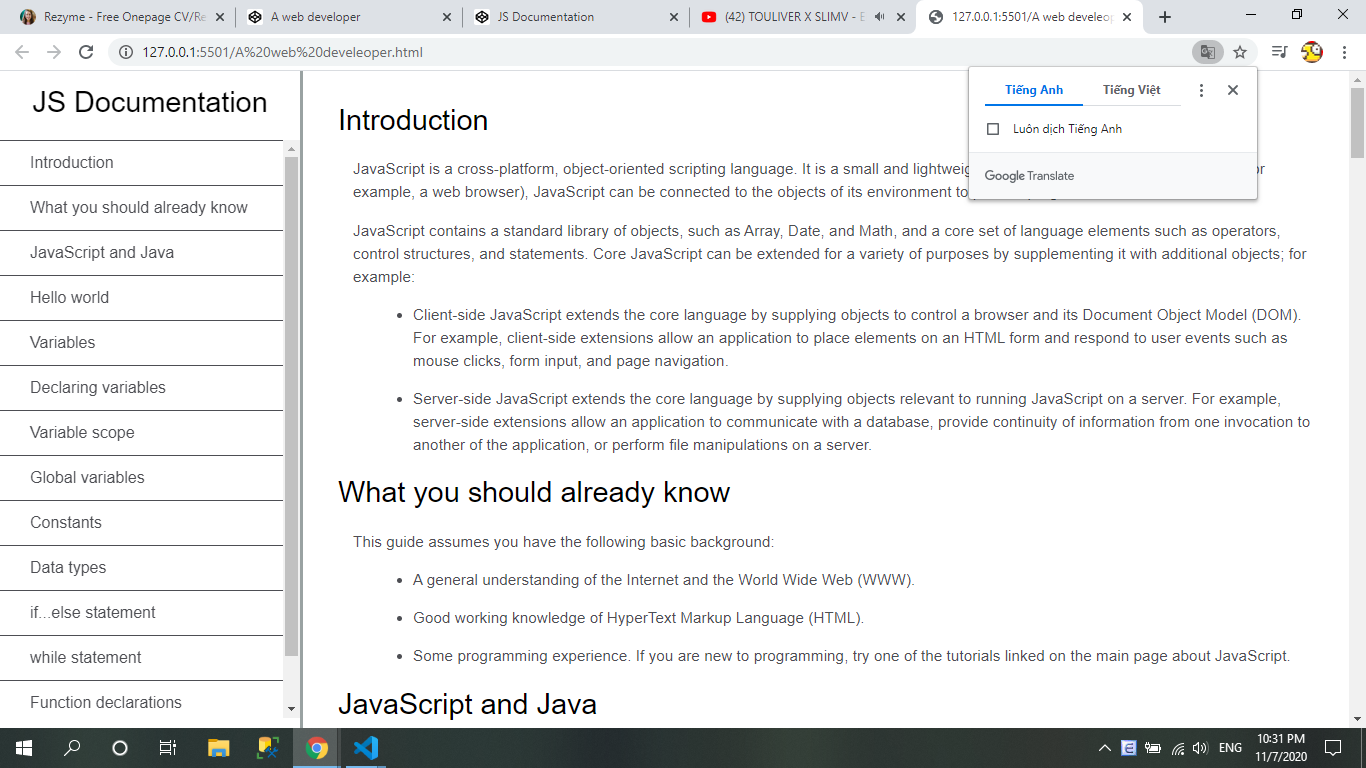 Rezyme - Free Onepage CV/Re
A web developer
JS Documentation
(42) TOULIVER X SLIMV - E
127.0.0.1:5501/A web develeop
127.0.0.1:5501/A%20web%20develeoper.html
Tiếng Anh
Tiếng Việt
Luôn dịch Tiếng Anh
Google Translate
JS Documentation
Introduction
What you should already know
JavaScript and Java
Hello world
Variables
Declaring variables
Variable scope
Global variables
Constants
Data types
if...else statement
while statement
Function declarations
Introduction
JavaScript is a cross-platform, object-oriented scripting language. It is a small and lightweig
example, a web browser), JavaScript can be connected to the objects of its environment to
JavaScript contains a standard library of objects, such as Array, Date, and Math, and a core set of language elements such as operators,
control structures, and statements. Core JavaScript can be extended for a variety of purposes by supplementing it with additional objects; for
example:
• Client-side JavaScript extends the core language by supplying objects to control a browser and its Document Object Model (DOM).
For example, client-side extensions allow an application to place elements on an HTML form and respond to user events such as
mouse clicks, form input, and page navigation.
• Server-side JavaScript extends the core language by supplying objects relevant to running JavaScript on a server. For example,
server-side extensions allow an application to communicate with a database, provide continuity of information from one invocation to
another of the application, or perform file manipulations on a server.
What you should already know
This guide assumes you have the following basic background:
• A general understanding of the Internet and the World Wide Web (WWW).
• Good working knowledge of HyperText Markup Language (HTML).
• Some programming experience. If you are new to programming, try one of the tutorials linked on the main page about JavaScript.
JavaScript and Java
ENG
10:31 PM
11/7/2020